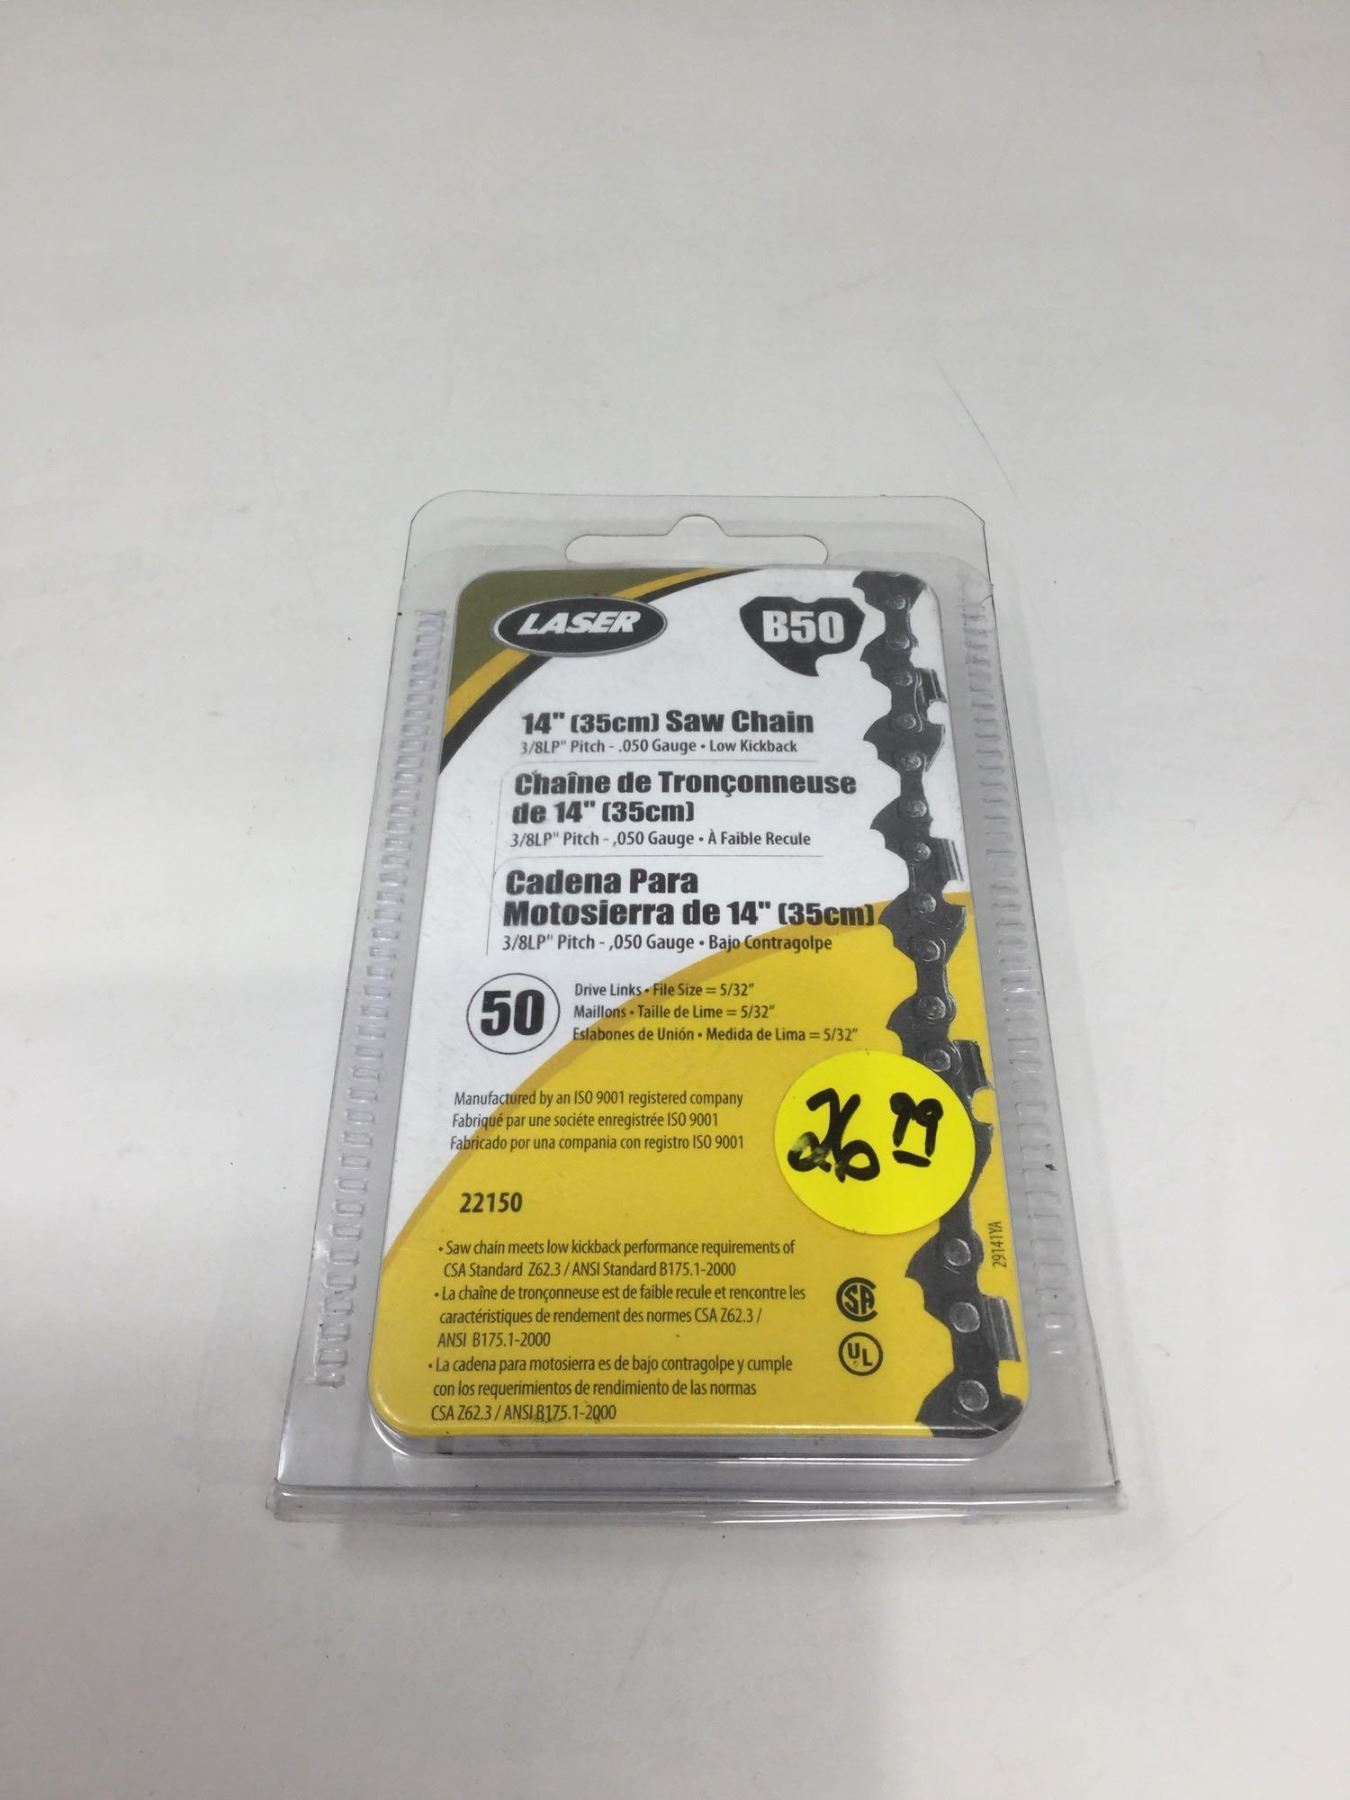 LASER
B50
14" (35cm) Saw Chain
3/8LP" Pitch - .050 Gauge • Low Kickback
Chaîne de Tronçonneuse
de 14" (35cm)
3/8LP" Pitch - ,050 Gauge • À Faible Recule
Cadena Para
Motosierra de 14" (35cm)
3/8LP" Pitch - ,050 Gauge • Bajo Contragolpe
50
Drive Links • File Size = 5/32"
Maillons • Taille de Lime = 5/32"
Eslabones de Unión • Medida de Lima = 5/32"
Manufactured by an ISO 9001 registered company
Fabriqué par une sociéte enregistrée ISO 9001
Fabricado por una compania con registro ISO 9001
26 99
22150
29141YA
• Saw chain meets low kickback performance requirements of
CSA Standard Z62.3 / ANSI Standard B175.1-2000
• La chaîne de tronçonneuse est de faible recule et rencontre les
caractéristiques de rendement des normes CSA Z62.3 /
ANSI B175.1-2000
• La cadena para motosierra es de bajo contragolpe y cumple
con los requerimientos de rendimiento de las normas
CSA Z62.3 / ANSI B175.1-2000
SA
UL